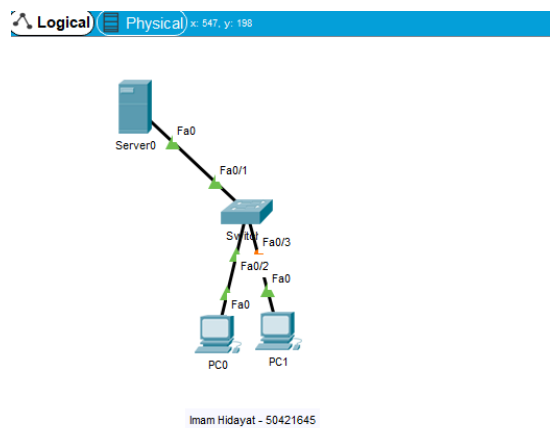 Logical Physical x: 547, y: 198
Fa0
Server0
Fa0/1
Switch
Fa0/3
Fa0/2
Fa0
Fa0
PC0
PC1
Imam Hidayat - 50421645